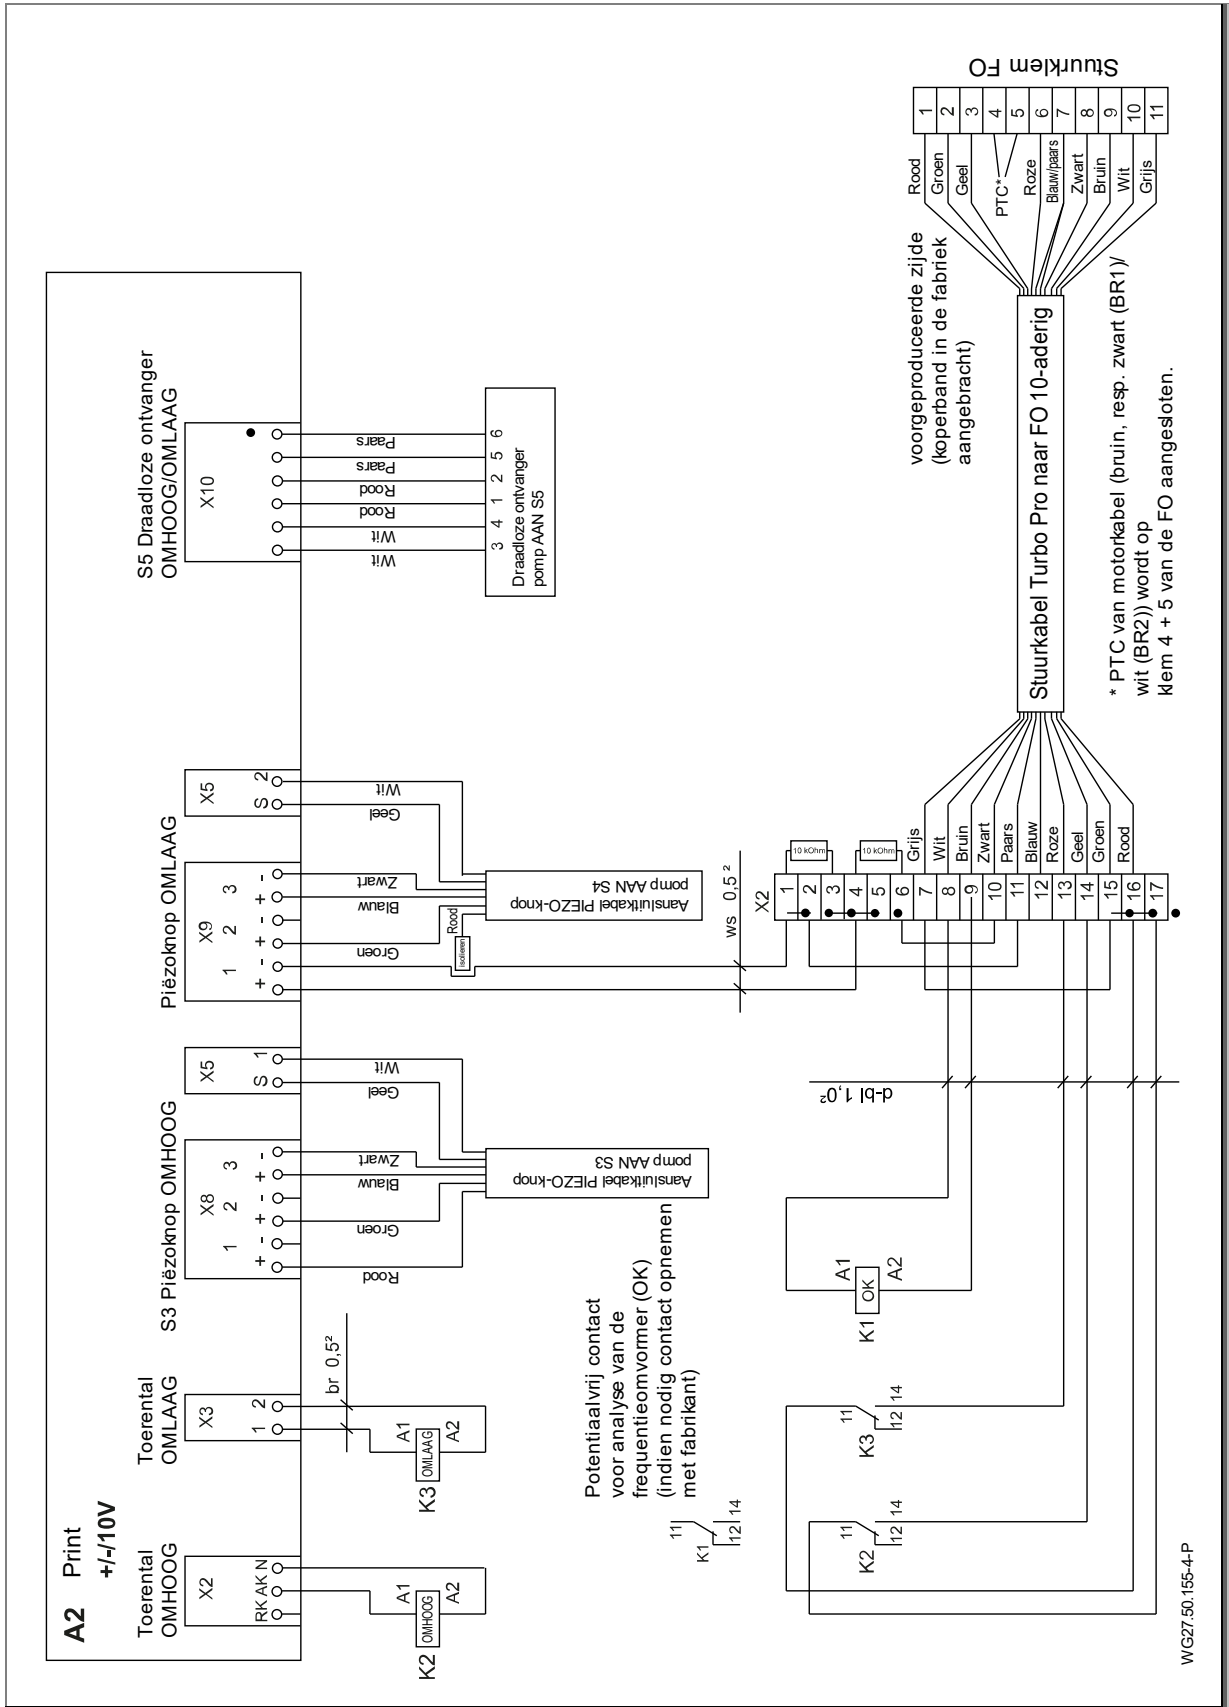 A2 Print
+/-/10V
Toerental
OMHOOG
X2
RK AK N
A1
OMHOOG
A2
K2
Toerental
OMLAAG
X3
1 2
br 0,5²
A1
OMLAAG
A2
K3
S3 Piëzoknop OMHOOG
X8
1 2 3
+ - + - + -
Rood
Groen
Blauw
Zwart
X5
S 1
Geel
Wit
Aansluitkabel PIEZO-knop
pomp AAN S3
Piëzoknop OMLAAG
X9
1 2 3
+ - + - + -
Groen
Blauw
Zwart
Rood
isolieren
X5
S 2
Geel
Wit
Aansluitkabel PIEZO-knop
pomp AAN S4
S5 Draadloze ontvanger
OMHOOG/OMLAAG
X10
Wit
Wit
Rood
Rood
Paars
Paars
3 4 1 2 5 6
Draadloze ontvanger
pomp AAN S5
Potentiaalvrij contact
voor analyse van de
frequentieomvormer (OK)
(indien nodig contact opnemen
met fabrikant)
11
K1
12 14
ws 0,5²
X2
10 kOhm
10 kOhm
1
2
3
4
5
6
7
8
9
10
11
12
13
14
15
16
17
Grijs
Wit
Bruin
Zwart
Paars
Blauw
Roze
Geel
Groen
Rood
d-bl 1,0²
A1
OK
A2
K1
11
K3
12 14
11
K2
12 14
Stuurkabel Turbo Pro naar FO 10-aderig
voorgeproduceerde zijde
(koperband in de fabriek
aangebracht)
Rood
Groen
Geel
PTC*
Roze
Blauw/paars
Zwart
Bruin
Wit
Grijs
1
2
3
4
5
6
7
8
9
10
11
Stuurklem FO
* PTC van motorkabel (bruin, resp. zwart (BR1)/
wit (BR2)) wordt op
klem 4 + 5 van de FO aangesloten.
WG27.50.155-4-P